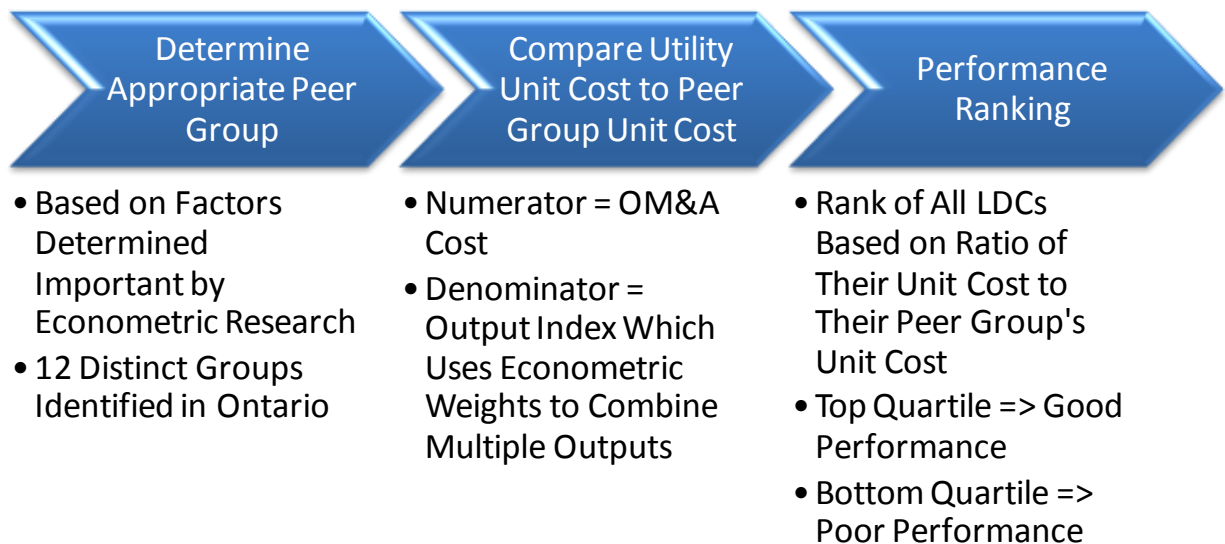 Determine
Appropriate Peer
Group
• Based on Factors
Determined
Important by
Econometric Research
• 12 Distinct Groups
Identified in Ontario
Compare Utility
Unit Cost to Peer
Group Unit Cost
• Numerator = OM&A
Cost
• Denominator =
Output Index Which
Uses Econometric
Weights to Combine
Multiple Outputs
Performance
Ranking
• Rank of All LDCs
Based on Ratio of
Their Unit Cost to
Their Peer Group's
Unit Cost
• Top Quartile => Good
Performance
• Bottom Quartile =>
Poor Performance